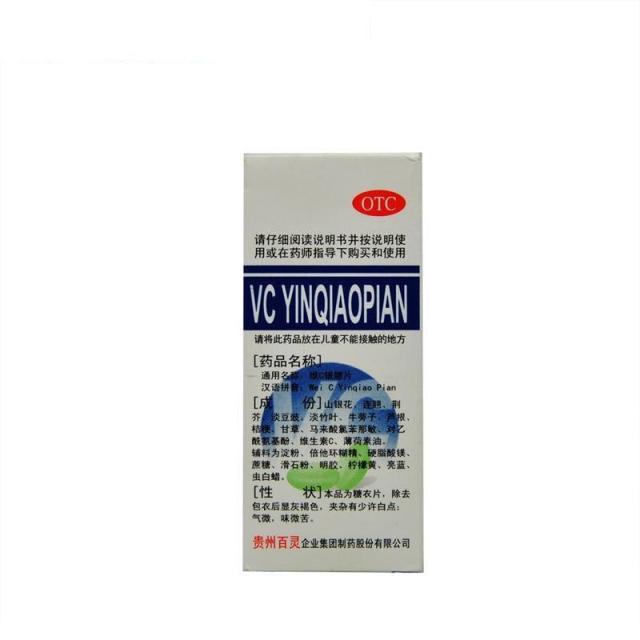 OTC
请仔细阅读说明书并按说明使
用或在药师指导下购买和使用
VC YINQIAOPIAN
请将此药品放在儿童不能接触的地方
[药品名称]
通用名称：维C银翘片
汉语拼音：Wei C Yinqiao Pian
[成 份]山银花、连翘、荆
芥、淡豆豉、淡竹叶、牛蒡子、芦根、
桔梗、甘草、马来酸氯苯那敏、对乙
酰氨基酚、维生素C、薄荷素油。
辅料为淀粉、倍他环糊精、硬脂酸镁、
蔗糖、滑石粉、明胶、柠檬黄、亮蓝、
虫白蜡。
[性 状]本品为糖衣片，除去
包衣后显灰褐色，夹杂有少许白点；
气微，味微苦。
贵州百灵企业集团制药股份有限公司